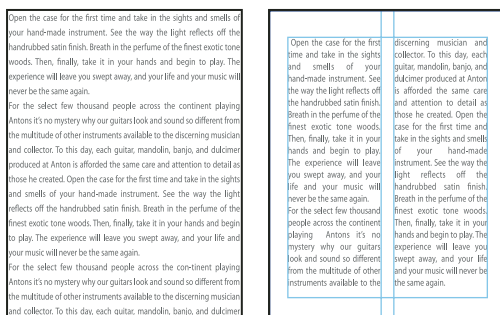 Open the case for the first time and take in the sights and smells of
your hand-made instrument. See the way the light reflects off the
handrubbed satin finish. Breath in the perfume of the finest exotic tone
woods. Then, finally, take it in your hands and begin to play. The
experience will leave you swept away, and your life and your music will
never be the same again.
For the select few thousand people across the continent playing
Antons it's no mystery why our guitars look and sound so different from
the multitude of other instruments available to the discerning musician
and collector. To this day, each guitar, mandolin, banjo, and dulcimer
produced at Anton is afforded the same care and attention to detail as
those he created. Open the case for the first time and take in the sights
and smells of your hand-made instrument. See the way the light
reflects off the handrubbed satin finish. Breath in the perfume of the
finest exotic tone woods. Then, finally, take it in your hands and begin
to play. The experience will leave you swept away, and your life and
your music will never be the same again.
For the select few thousand people across the con-tinent playing
Antons it's no mystery why our guitars look and sound so different from
the multitude of other instruments available to the discerning musician
and collector. To this day, each guitar, mandolin, banjo, and dulcimer
Open the case for the first
time and take in the sights
and smells of your
hand-made instrument. See
the way the light reflects off
the handrubbed satin finish.
Breath in the perfume of the
finest exotic tone woods.
Then, finally, take it in your
hands and begin to play.
The experience will leave
you swept away, and your
life and your music will
never be the same again.
For the select few thousand
people across the continent
playing Antons it's no
mystery why our guitars
look and sound so different
from the multitude of other
instruments available to the
discerning musician and
collector. To this day, each
guitar, mandolin, banjo, and
dulcimer produced at Anton
is afforded the same care
and attention to detail as
those he created. Open the
case for the first time and
take in the sights and smells
of your hand-made
instrument. See the way the
light reflects off the
handrubbed satin finish.
Breath in the perfume of the
finest exotic tone woods.
Then, finally, take it in your
hands and begin to play. The
experience will leave you
swept away, and your life
and your music will never be
the same again.